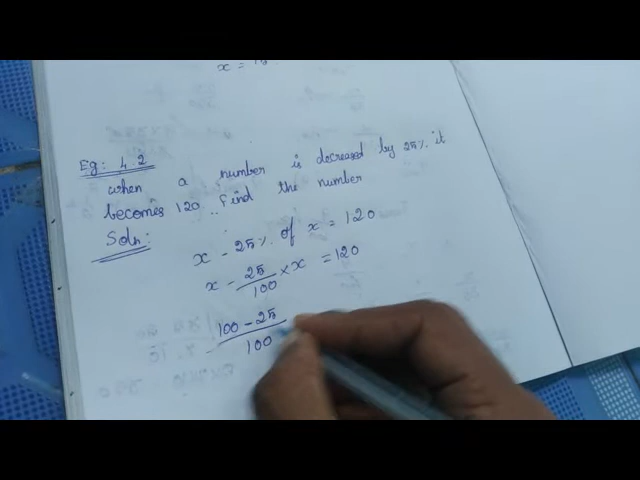 Eg: 4.2
when a number is decreased by 25% it
becomes 120. Find the number
Soln:
x - 25% of x = 120
x - 25/100 × x = 120
100 - 25/100